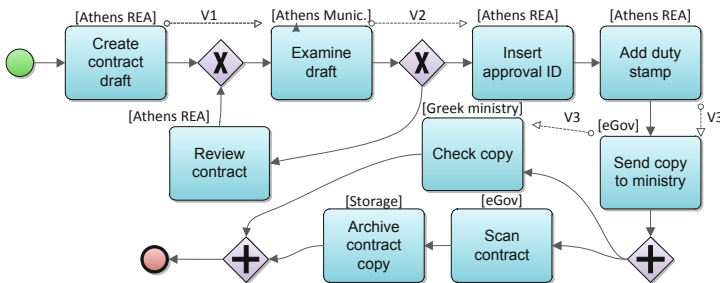 [Athens REA]
V1
[Athens Munic.]
V2
[Athens REA]
[Athens REA]
Create
contract
draft
X
Examine
draft
X
Insert
approval ID
Add duty
stamp
[Athens REA]
Review
contract
[Greek ministry]
Check copy
V3
[eGov]
V3
Send copy
to ministry
[Storage]
Archive
contract
copy
[eGov]
Scan
contract